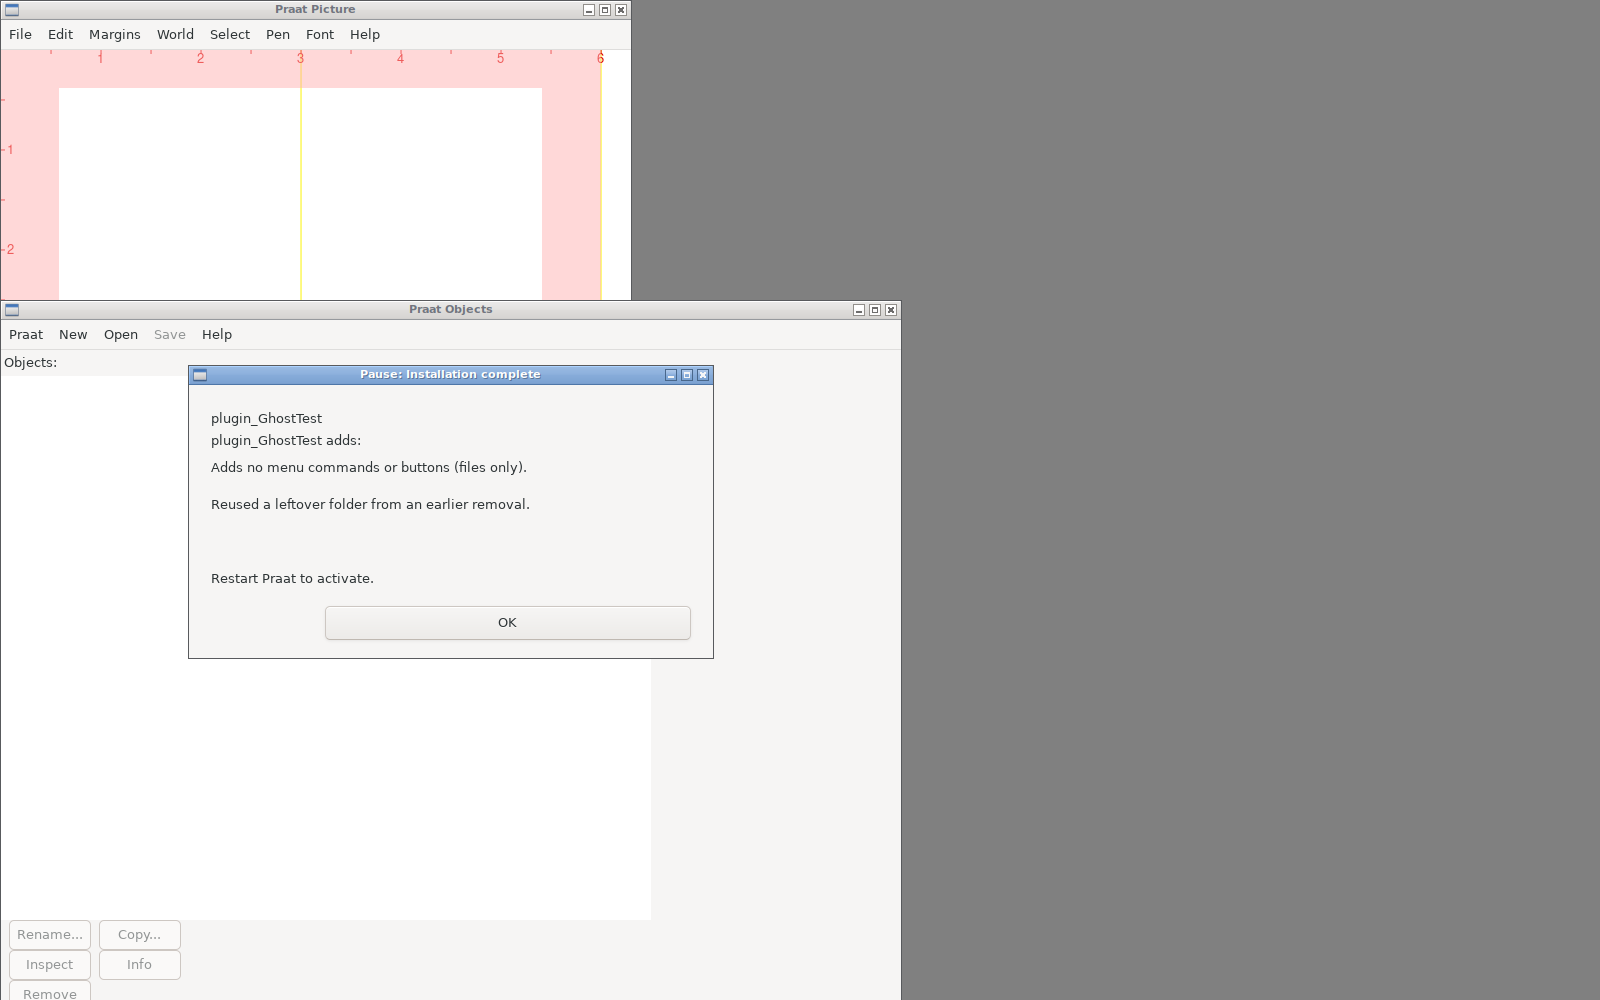 Praat Picture
File Edit Margins World Select Pen Font Help
1 2 3 4 5 6
1
2
Praat Objects
Praat New Open Save Help
Objects:
Pause: Installation complete
plugin_GhostTest
plugin_GhostTest adds:
Adds no menu commands or buttons (files only).
Reused a leftover folder from an earlier removal.
Restart Praat to activate.
OK
Rename... Copy...
Inspect Info
Remove